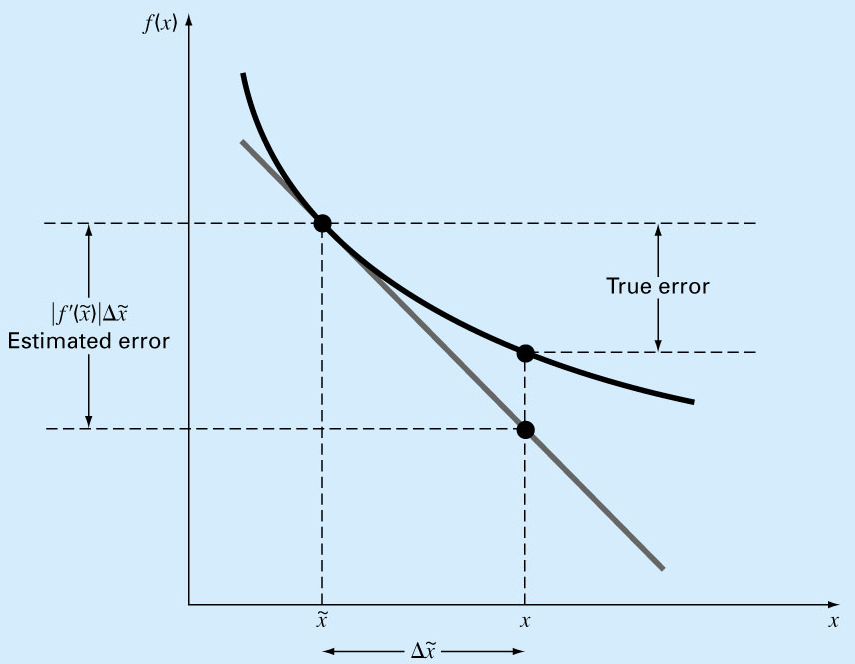 f(x)
True error
|f′(x̃)|Δx̃
Estimated error
x̃
x
x
Δx̃